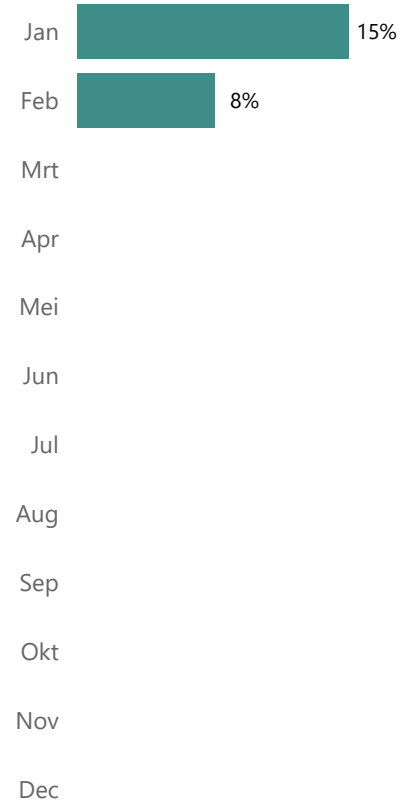 Jan 15%
Feb 8%
Mrt
Apr
Mei
Jun
Jul
Aug
Sep
Okt
Nov
Dec